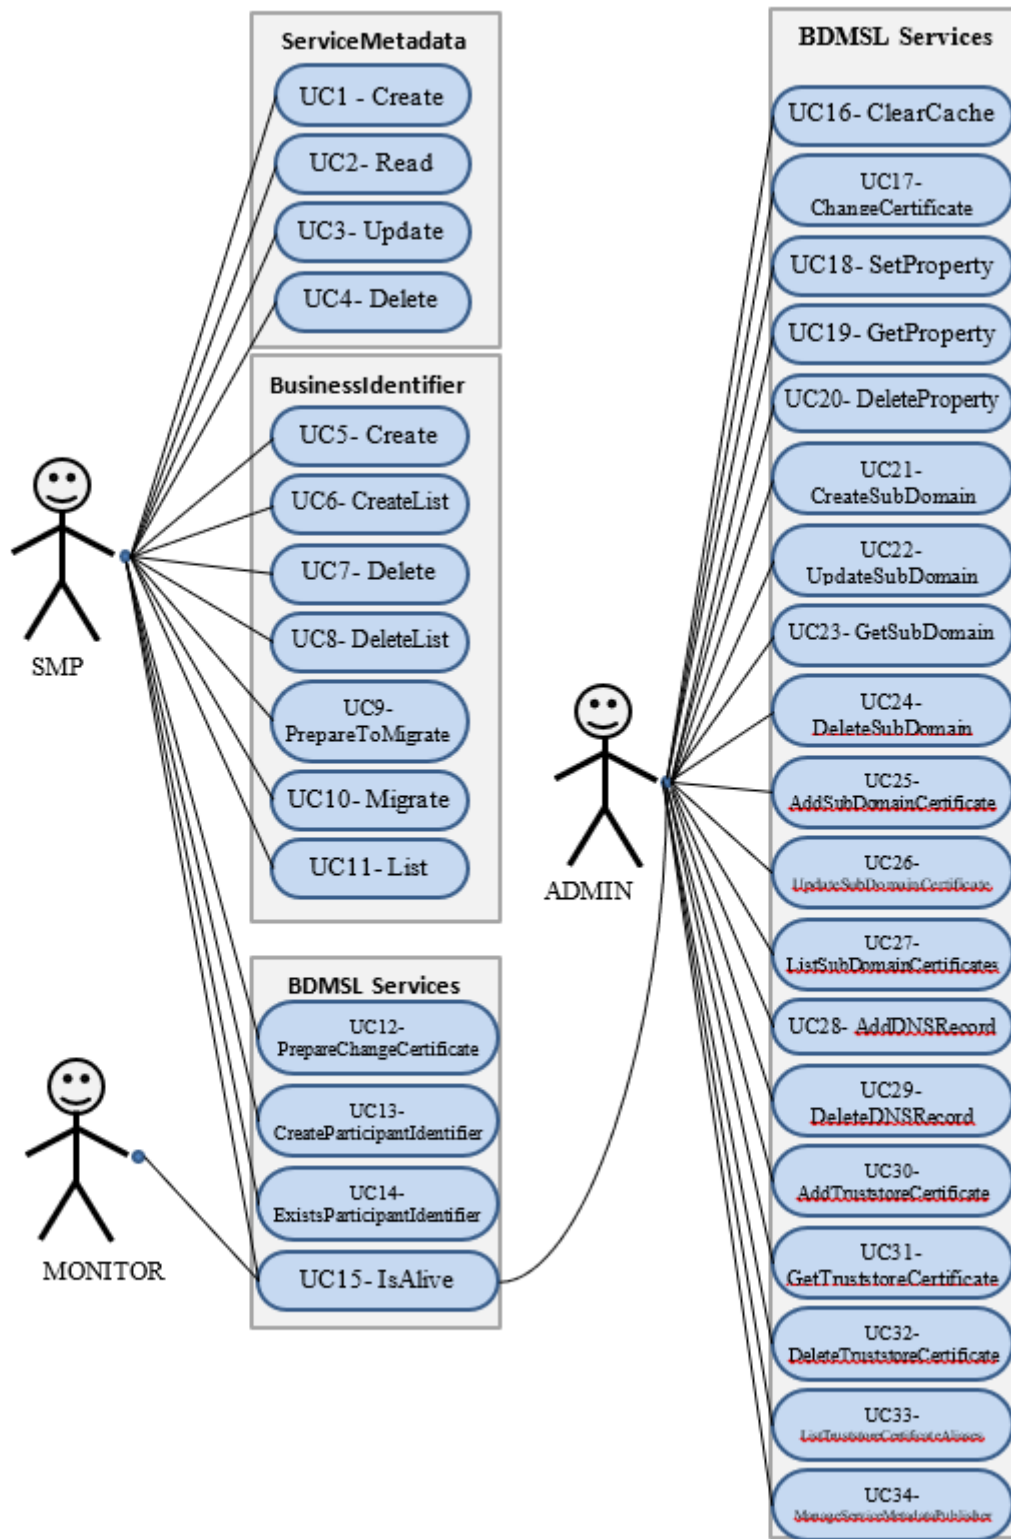 ServiceMetadata
UC1 - Create
UC2- Read
UC3- Update
UC4- Delete
BusinessIdentifier
UC5- Create
UC6- CreateList
UC7- Delete
UC8- DeleteList
UC9-
PrepareToMigrate
UC10- Migrate
UC11- List
SMP
BDMSL Services
UC12-
PrepareChangeCertificate
UC13-
CreateParticipantIdentifier
UC14-
ExistsParticipantIdentifier
UC15- IsAlive
MONITOR
ADMIN
BDMSL Services
UC16- ClearCache
UC17-
ChangeCertificate
UC18- SetProperty
UC19- GetProperty
UC20- DeleteProperty
UC21-
CreateSubDomain
UC22-
UpdateSubDomain
UC23- GetSubDomain
UC24-
DeleteSubDomain
UC25-
AddSubDomainCertificate
UC26-
UpdateSubDomainCertificate
UC27-
ListSubDomainCertificates
UC28- AddDNSRecord
UC29-
DeleteDNSRecord
UC30-
AddTruststoreCertificate
UC31-
GetTruststoreCertificate
UC32-
DeleteTruststoreCertificate
UC33-
ListTruststoreCertificateAliases
UC34-
ManageServiceMetadataPublisher